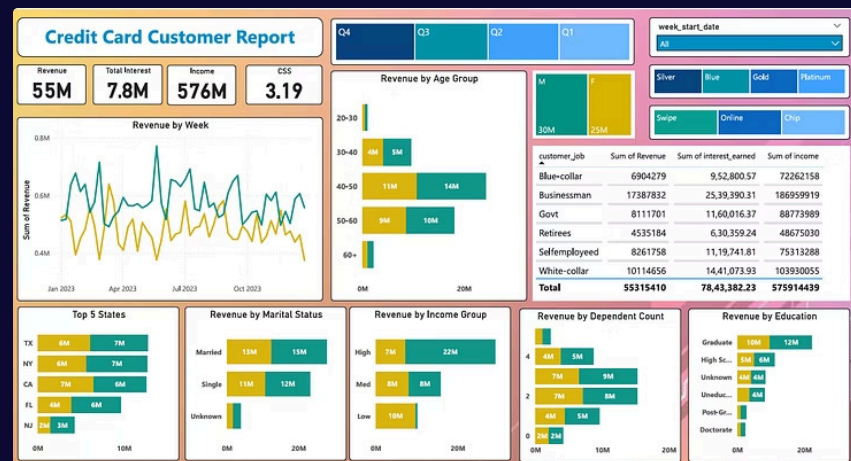 Credit Card Customer Report
Q4 Q3 Q2 Q1
week_start_date
All
Revenue
55M
Total Interest
7.8M
Income
576M
CSS
3.19
Revenue by Week
Sum of Revenue
0.8M
0.6M
0.4M
Jan 2023 Apr 2023 Jul 2023 Oct 2023
Revenue by Age Group
20-30
30-40 4M 5M
40-50 11M 14M
50-60 9M 10M
60+
0M 20M
M F
30M 25M
Silver Blue Gold Platinum
Swipe Online Chip
customer_job Sum of Revenue Sum of interest_earned Sum of income
Blue-collar 6904279 9,52,800.57 72262158
Businessman 17387832 25,39,390.31 186959919
Govt 8111701 11,60,016.37 88773989
Retirees 4535184 6,30,359.24 48675030
Selfemployeed 8261758 11,19,741.81 75313288
White-collar 10114656 14,41,073.93 103930055
Total 55315410 78,43,382.23 575914439
Top 5 States
TX 6M 7M
NY 6M 7M
CA 7M 6M
FL 4M 6M
NJ 2M 3M
0M 10M
Revenue by Marital Status
Married 13M 15M
Single 11M 12M
Unknown
0M 20M
Revenue by Income Group
High 7M 22M
Med 8M 8M
Low 10M
0M 20M
Revenue by Dependent Count
4 4M 5M
7M 9M
2 7M 8M
4M 5M
0 2M 2M
0M 10M 20M
Revenue by Education
Graduate 10M 12M
High Sc... 5M 6M
Unknown 4M 4M
Uneduc... 4M
Post-Gr...
Doctorate
0M 20M